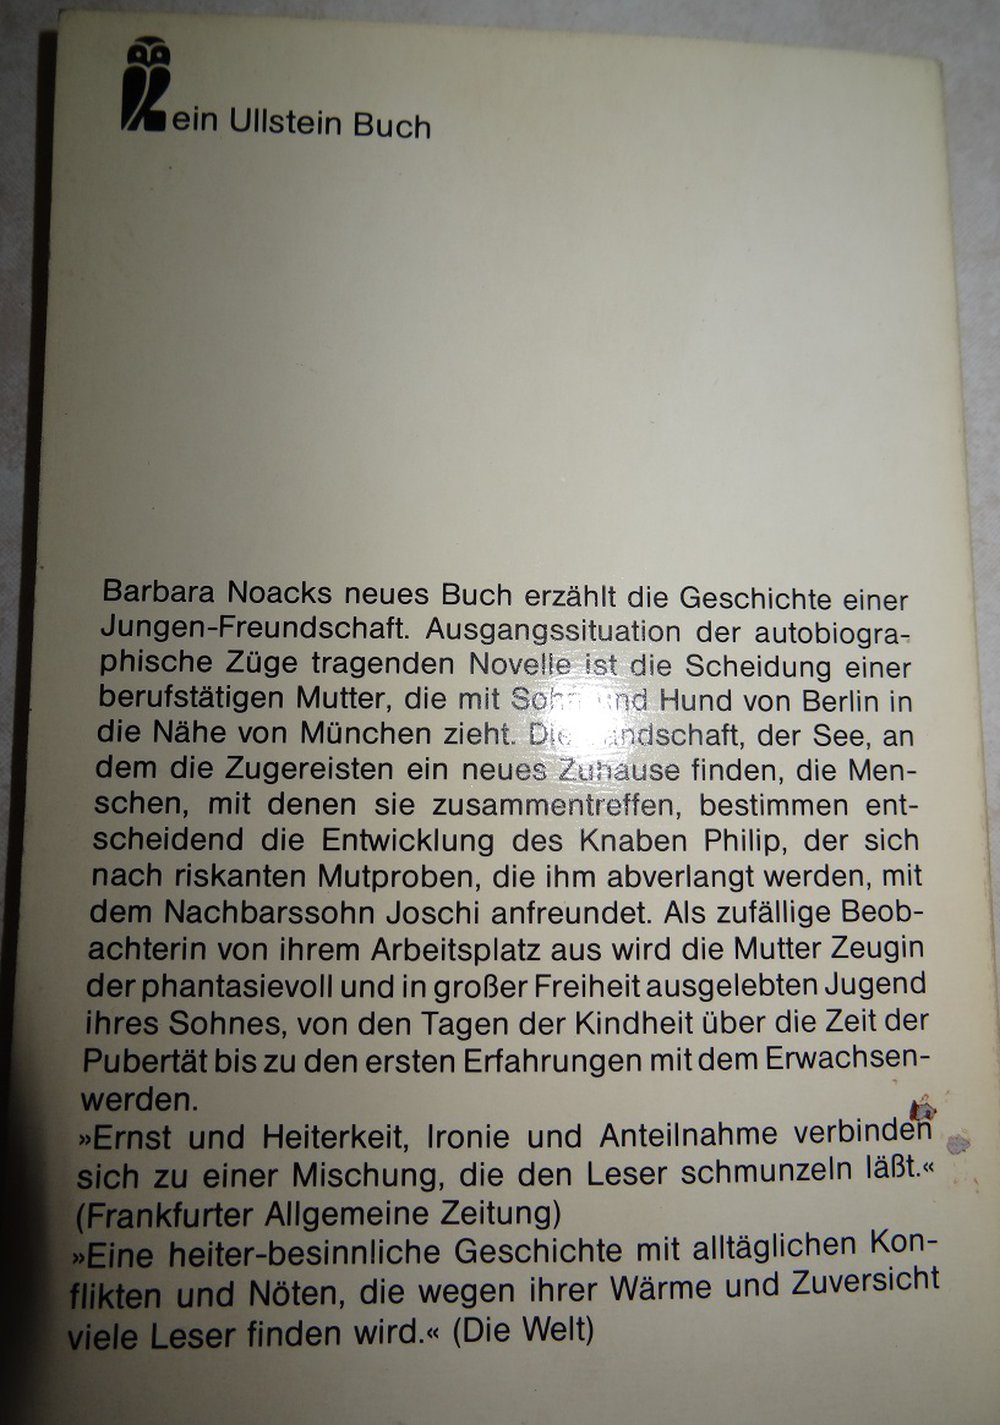 ein Ullstein Buch
Barbara Noacks neues Buch erzählt die Geschichte einer
Jungen-Freundschaft. Ausgangssituation der autobiogra-
phische Züge tragenden Novelle ist die Scheidung einer
berufstätigen Mutter, die mit Sohn und Hund von Berlin in
die Nähe von München zieht. Die Landschaft, der See, an
dem die Zugereisten ein neues Zuhause finden, die Men-
schen, mit denen sie zusammentreffen, bestimmen ent-
scheidend die Entwicklung des Knaben Philip, der sich
nach riskanten Mutproben, die ihm abverlangt werden, mit
dem Nachbarssohn Joschi anfreundet. Als zufällige Beob-
achterin von ihrem Arbeitsplatz aus wird die Mutter Zeugin
der phantasievoll und in großer Freiheit ausgelebten Jugend
ihres Sohnes, von den Tagen der Kindheit über die Zeit der
Pubertät bis zu den ersten Erfahrungen mit dem Erwachsen-
werden.
»Ernst und Heiterkeit, Ironie und Anteilnahme verbinden
sich zu einer Mischung, die den Leser schmunzeln läßt.«
(Frankfurter Allgemeine Zeitung)
»Eine heiter-besinnliche Geschichte mit alltäglichen Kon-
flikten und Nöten, die wegen ihrer Wärme und Zuversicht
viele Leser finden wird.« (Die Welt)